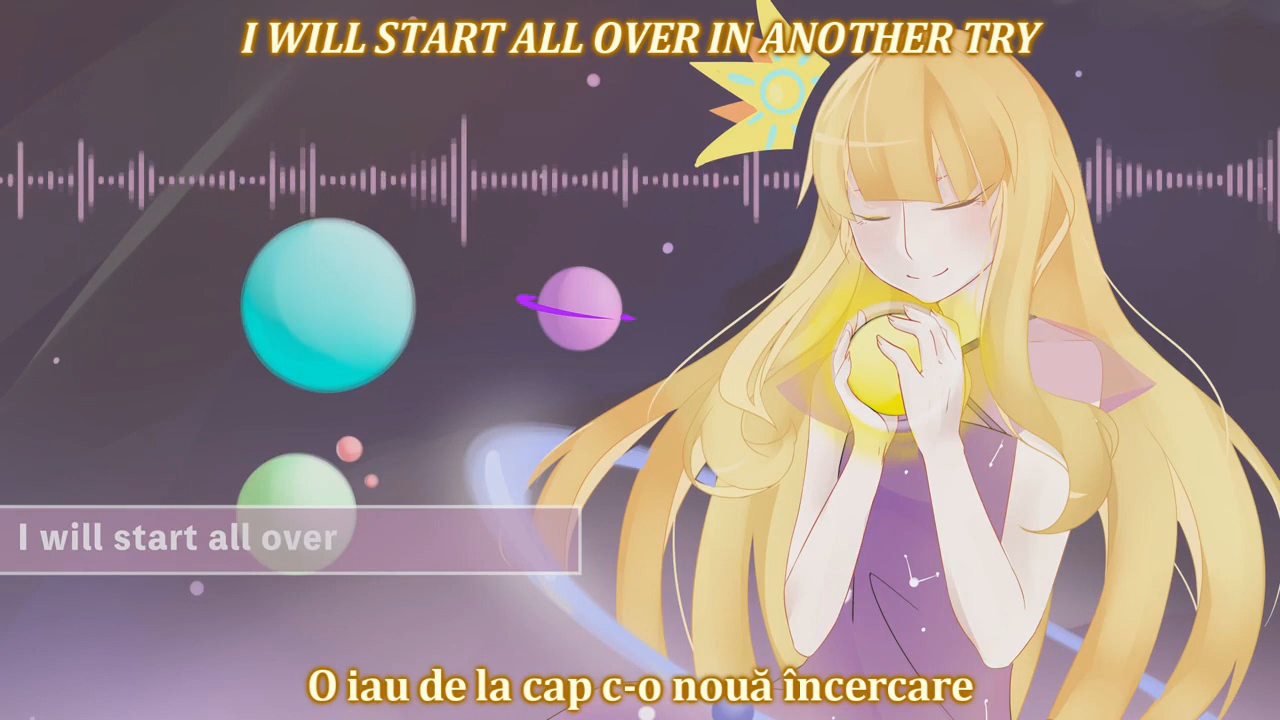 I WILL START ALL OVER IN ANOTHER TRY
I will start all over
O iau de la cap c-o nouă încercare